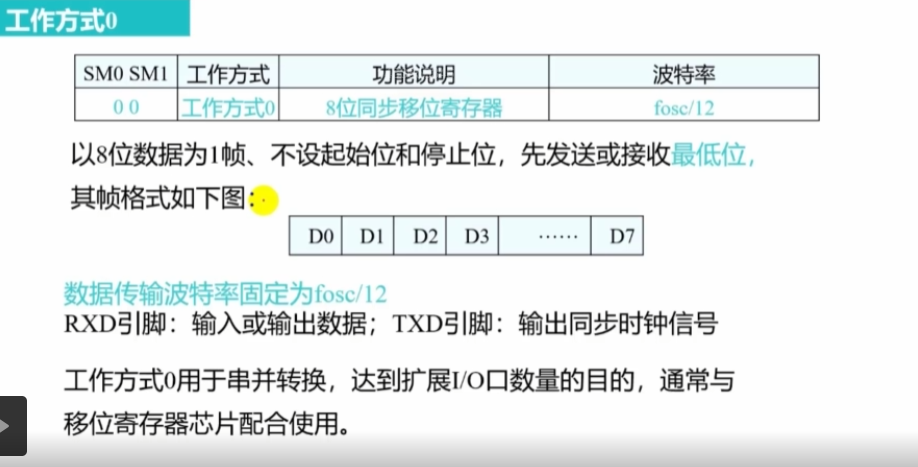 工作方式0
SM0 SM1 工作方式 功能说明 波特率
0 0 工作方式0 8位同步移位寄存器 fosc/12
以8位数据为1帧、不设起始位和停止位，先发送或接收最低位，
其帧格式如下图：
D0 D1 D2 D3 …… D7
数据传输波特率固定为fosc/12
RXD引脚：输入或输出数据；TXD引脚：输出同步时钟信号
工作方式0用于串并转换，达到扩展I/O口数量的目的，通常与
移位寄存器芯片配合使用。